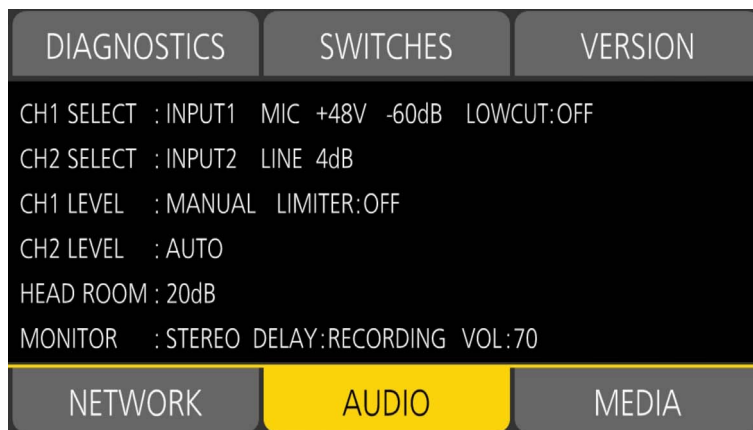 DIAGNOSTICS SWITCHES VERSION
CH1 SELECT : INPUT1 MIC +48V -60dB LOWCUT:OFF
CH2 SELECT : INPUT2 LINE 4dB
CH1 LEVEL : MANUAL LIMITER:OFF
CH2 LEVEL : AUTO
HEAD ROOM : 20dB
MONITOR : STEREO DELAY:RECORDING VOL:70
NETWORK AUDIO MEDIA